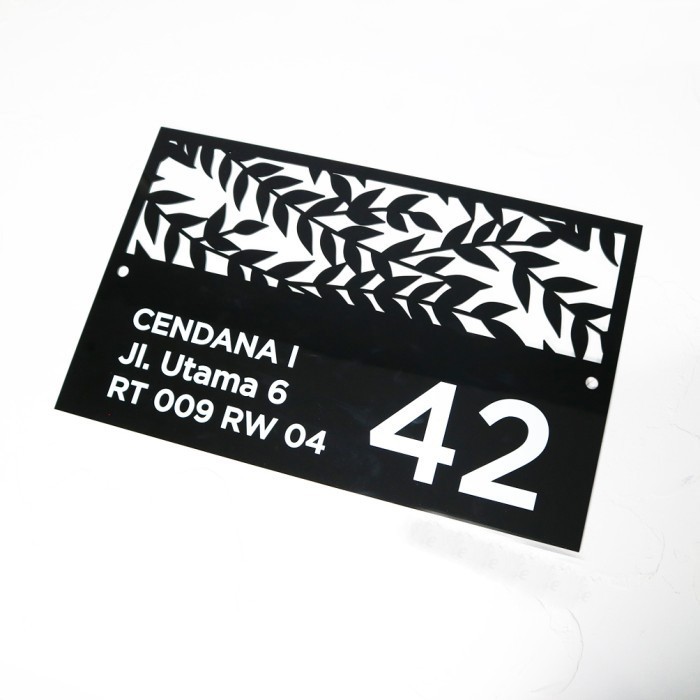 CENDANA I
Jl. Utama 6
RT 009 RW 04
42